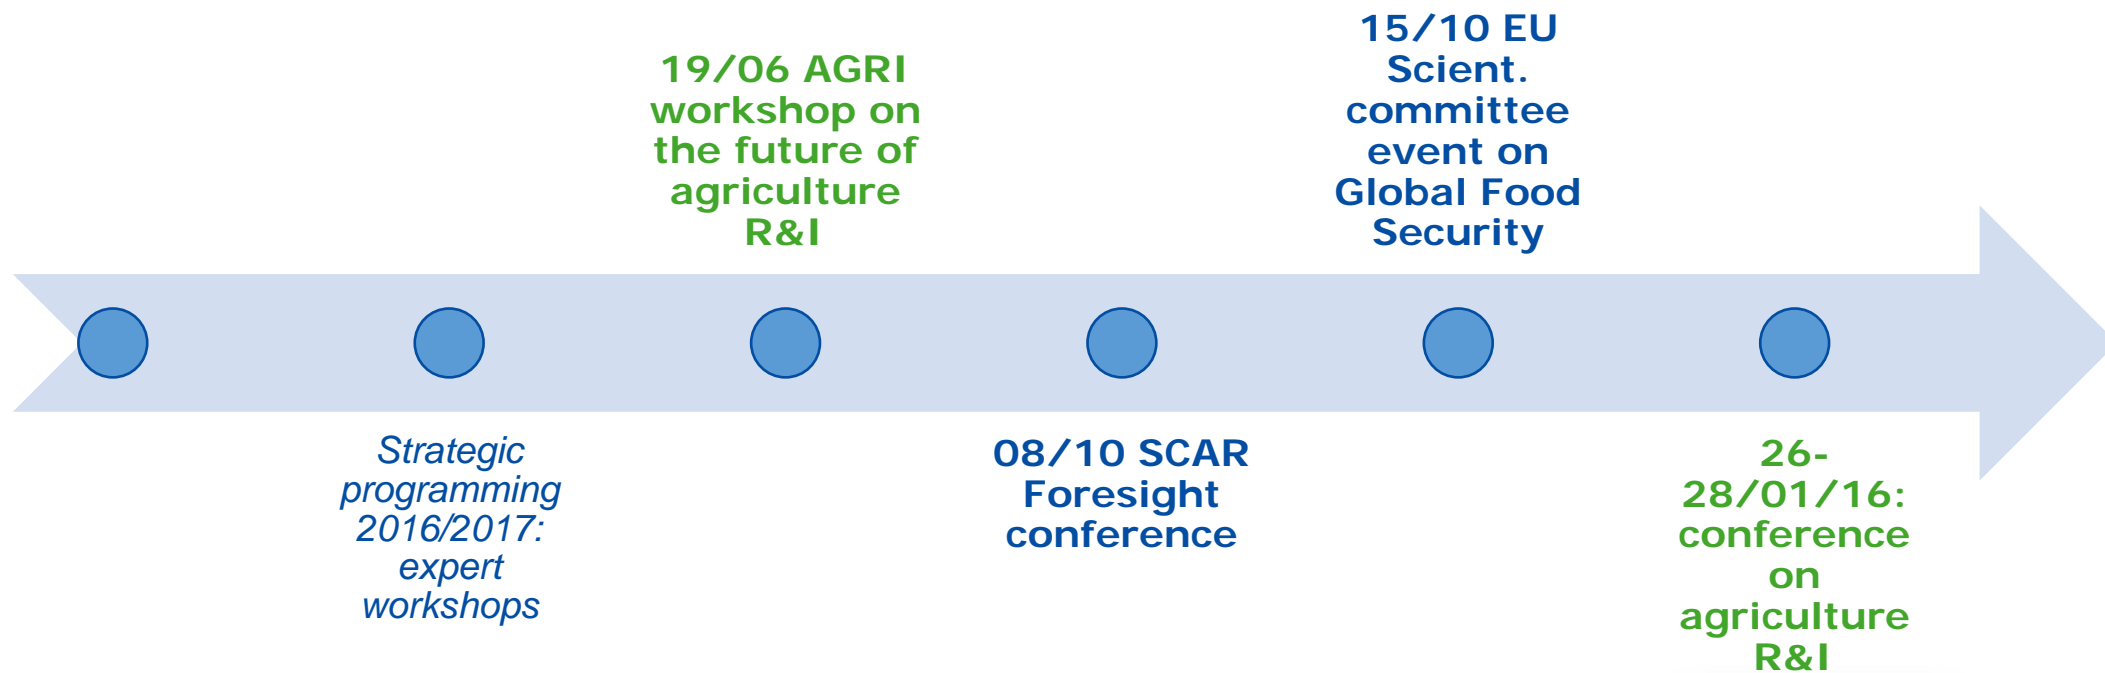 19/06 AGRI
workshop on
the future of
agriculture
R&I
15/10 EU
Scient.
committee
event on
Global Food
Security
Strategic
programming
2016/2017:
expert
workshops
08/10 SCAR
Foresight
conference
26-
28/01/16:
conference
on
agriculture
R&I